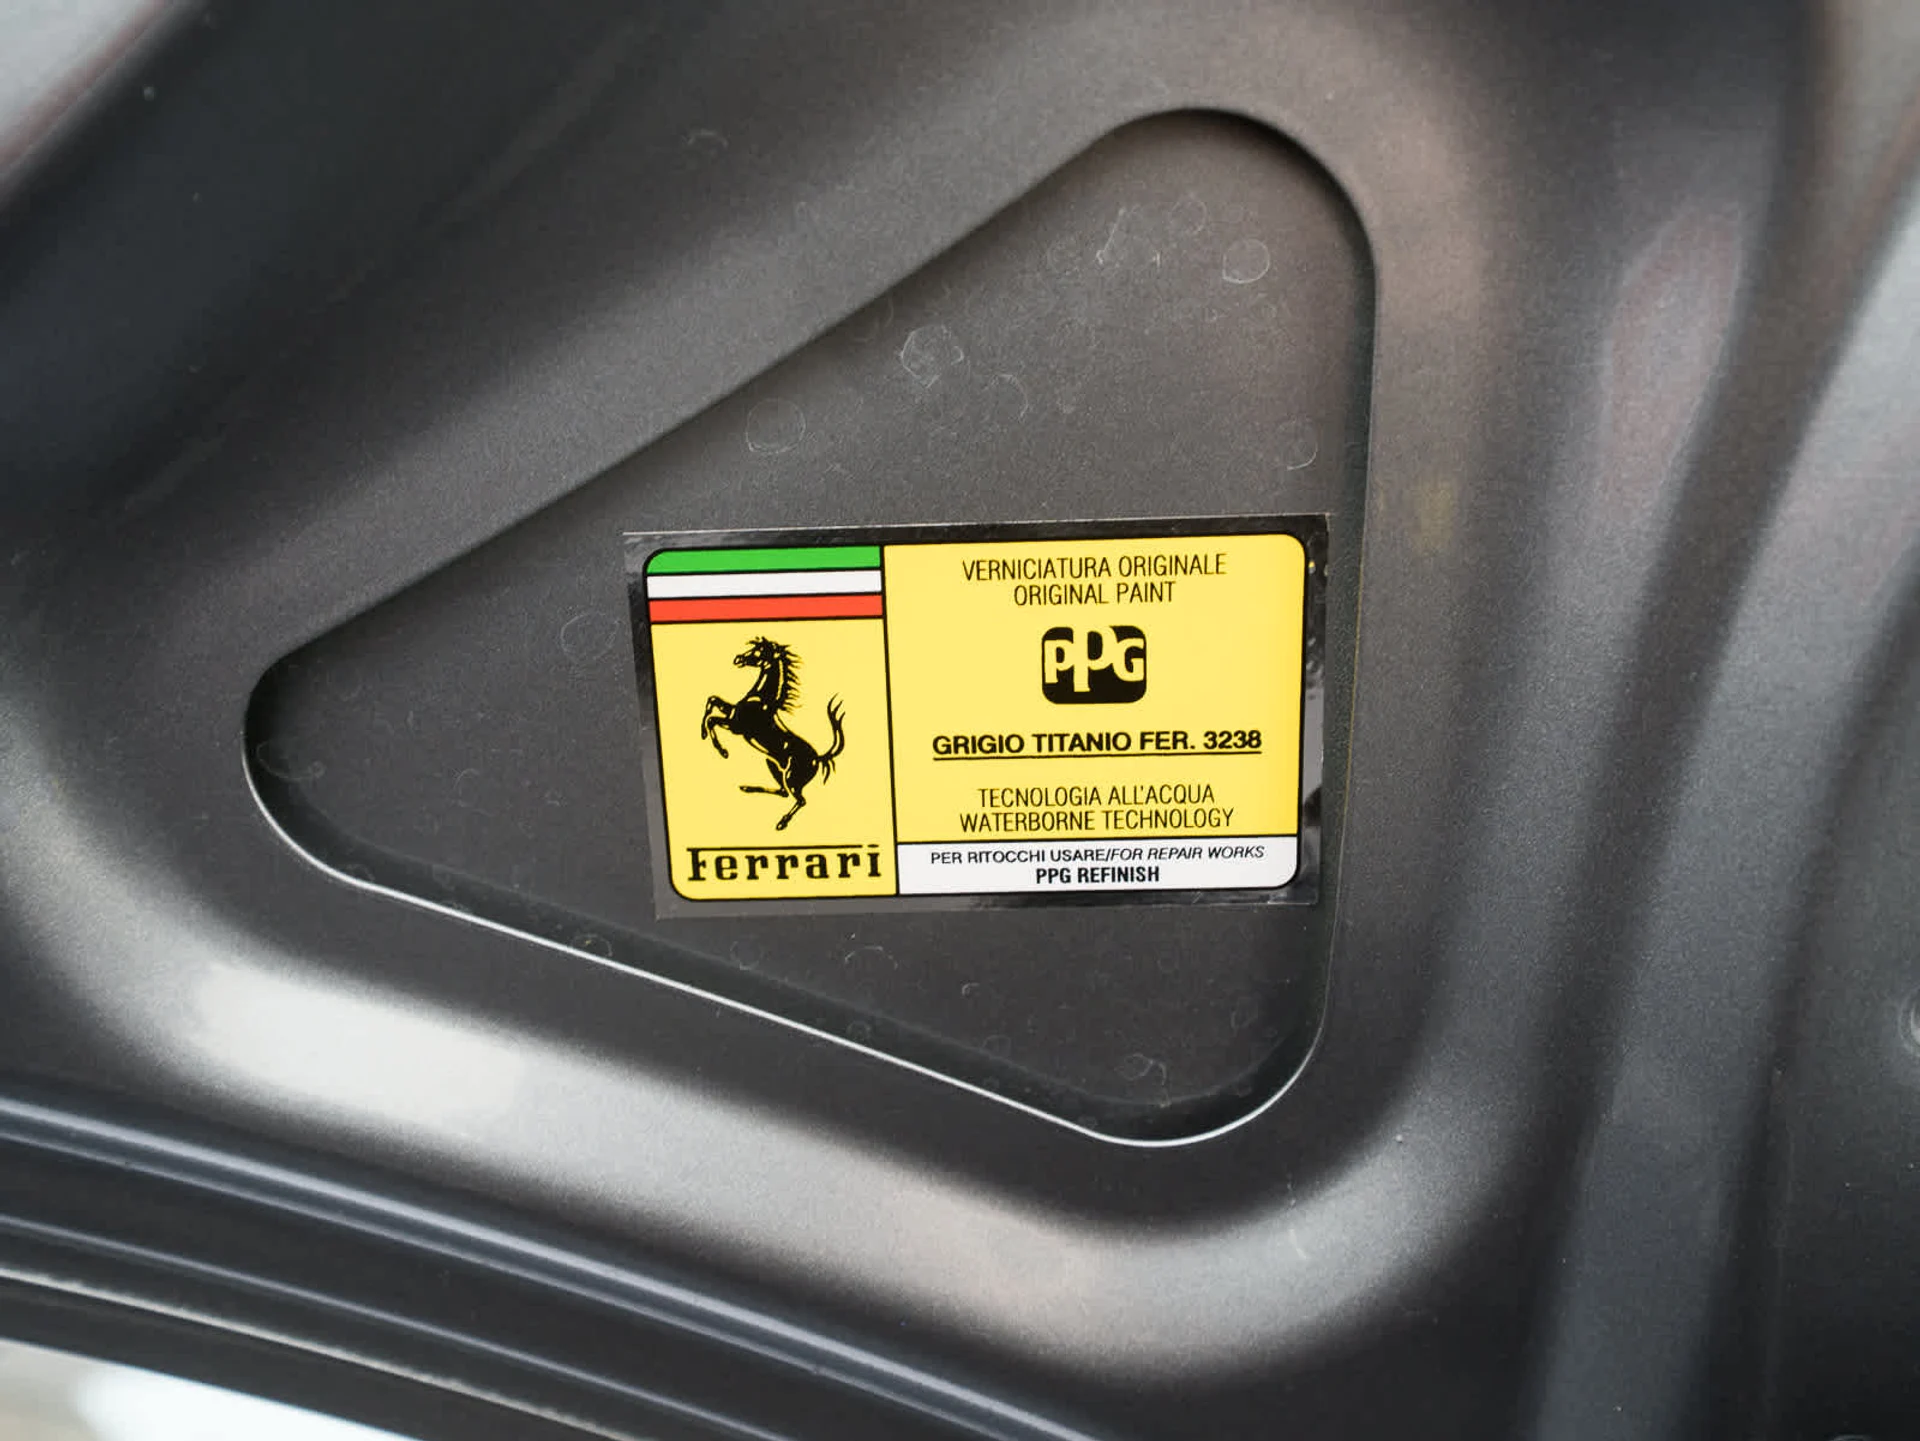 VERNICIATURA ORIGINALE
ORIGINAL PAINT
PPG
GRIGIO TITANIO FER. 3238
TECNOLOGIA ALL'ACQUA
WATERBORNE TECHNOLOGY
PER RITOCCHI USARE/FOR REPAIR WORKS
PPG REFINISH
Ferrari